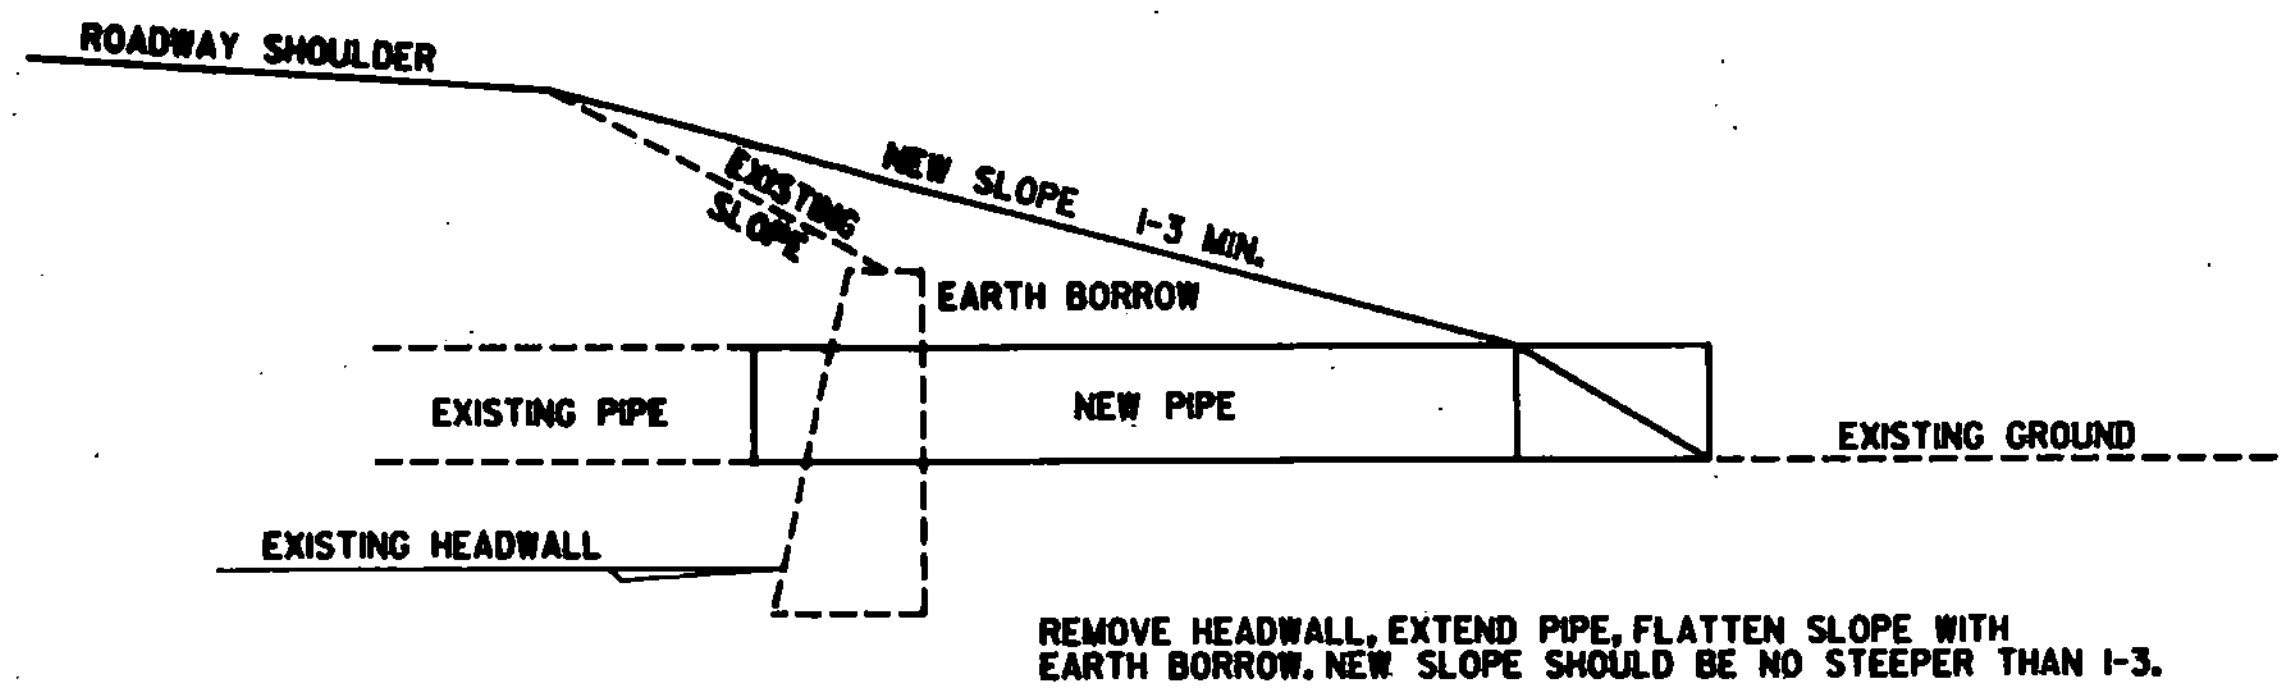 ROADWAY SHOULDER
EXISTING
SLOPE
NEW SLOPE 1-3 MIN.
EARTH BORROW
EXISTING PIPE
NEW PIPE
EXISTING GROUND
EXISTING HEADWALL
REMOVE HEADWALL, EXTEND PIPE, FLATTEN SLOPE WITH
EARTH BORROW. NEW SLOPE SHOULD BE NO STEEPER THAN 1-3.